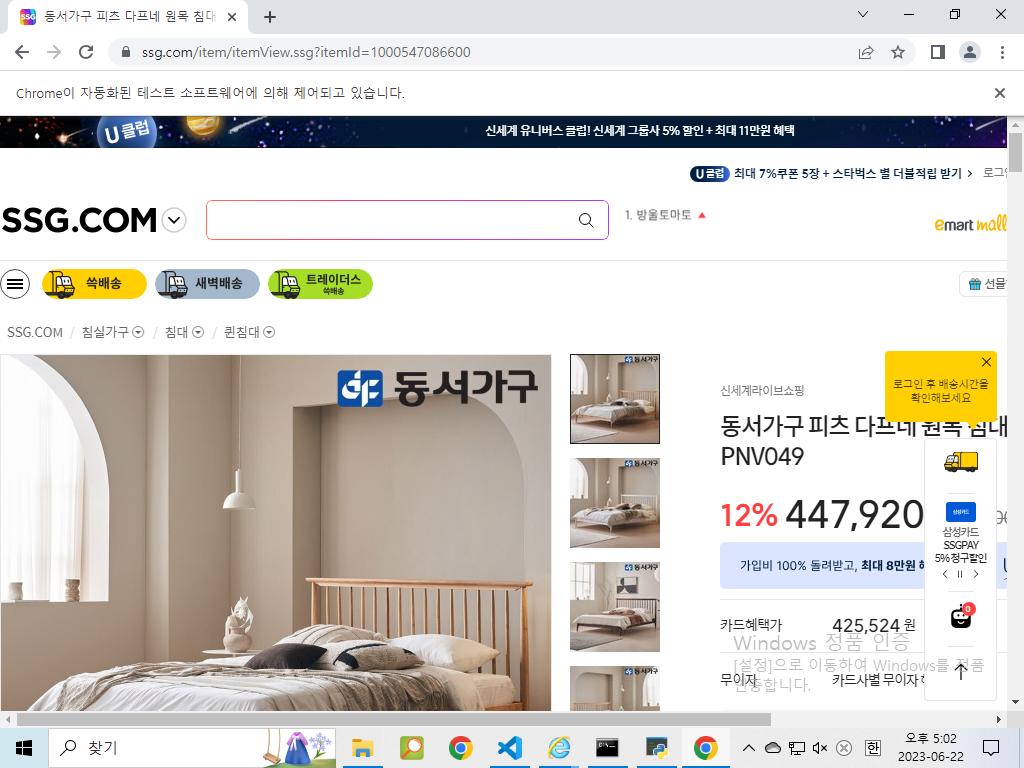 동서가구 피츠 다프네 원목 침대
ssg.com/item/itemView.ssg?itemId=1000547086600
Chrome이 자동화된 테스트 소프트웨어에 의해 제어되고 있습니다.
U 클럽
신세계 유니버스 클럽! 신세계 그룹사 5% 할인 + 최대 11만원 혜택
U 클럽 최대 7%쿠폰 5장 + 스타벅스 별 더블적립 받기 >
SSG.COM
1. 방울토마토
emart mall
쓱배송
새벽배송
트레이더스
쓱배송
선물
SSG.COM / 침실가구 / 침대 / 퀸침대
동서가구
로그인 후 배송시간을
확인해보세요
신세계라이브쇼핑
동서가구 피츠 다프네 원목 침대
PNV049
12% 447,920
삼성카드
삼성카드
SSGPAY
5% 청구할인
가입비 100% 돌려받고, 최대 8만원
0
카드혜택가 425,524 원
Windows 정품 인증
[설정]으로 이동하여 Windows를 정품
인증합니다.
무이자 카드사별 무이자
찾기
한
오후 5:02
2023-06-22